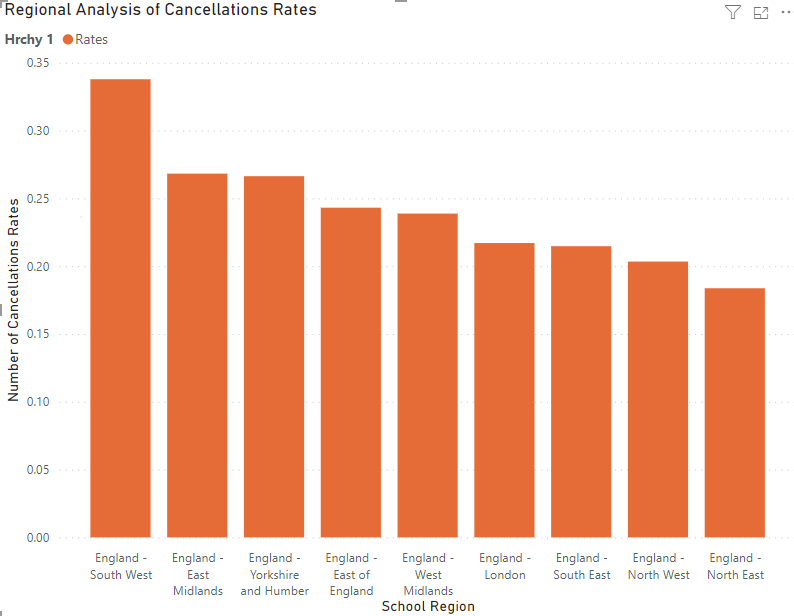 Regional Analysis of Cancellations Rates
Hrchy 1 Rates
0.35
0.30
0.25
0.20
0.15
0.10
0.05
0.00
Number of Cancellations Rates
England -
South West
England -
East
Midlands
England -
Yorkshire
and Humber
England -
East of
England
England -
West
Midlands
England -
London
England -
South East
England -
North West
England -
North East
School Region